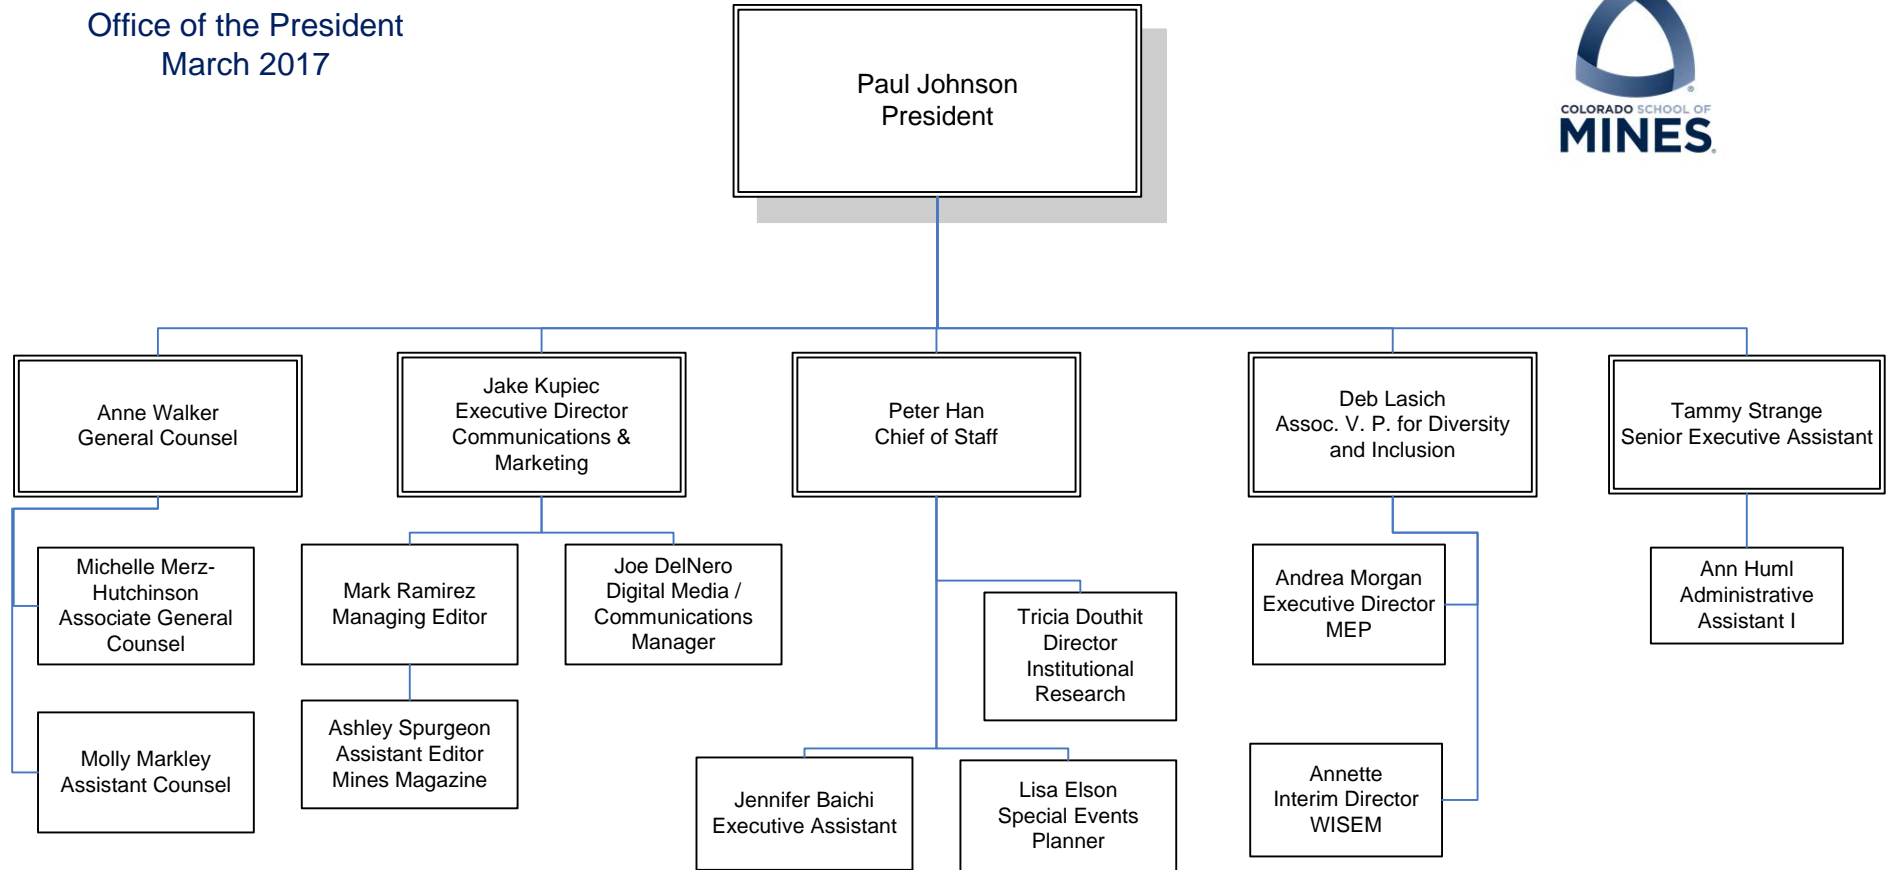 Office of the President
March 2017
Paul Johnson
President
COLORADO SCHOOL OF
MINES
Anne Walker
General Counsel
Jake Kupiec
Executive Director
Communications &
Marketing
Peter Han
Chief of Staff
Deb Lasich
Assoc. V. P. for Diversity
and Inclusion
Tammy Strange
Senior Executive Assistant
Michelle Merz-
Hutchinson
Associate General
Counsel
Mark Ramirez
Managing Editor
Joe DelNero
Digital Media /
Communications
Manager
Tricia Douthit
Director
Institutional
Research
Andrea Morgan
Executive Director
MEP
Ann Huml
Administrative
Assistant I
Molly Markley
Assistant Counsel
Ashley Spurgeon
Assistant Editor
Mines Magazine
Jennifer Baichi
Executive Assistant
Lisa Elson
Special Events
Planner
Annette
Interim Director
WISEM